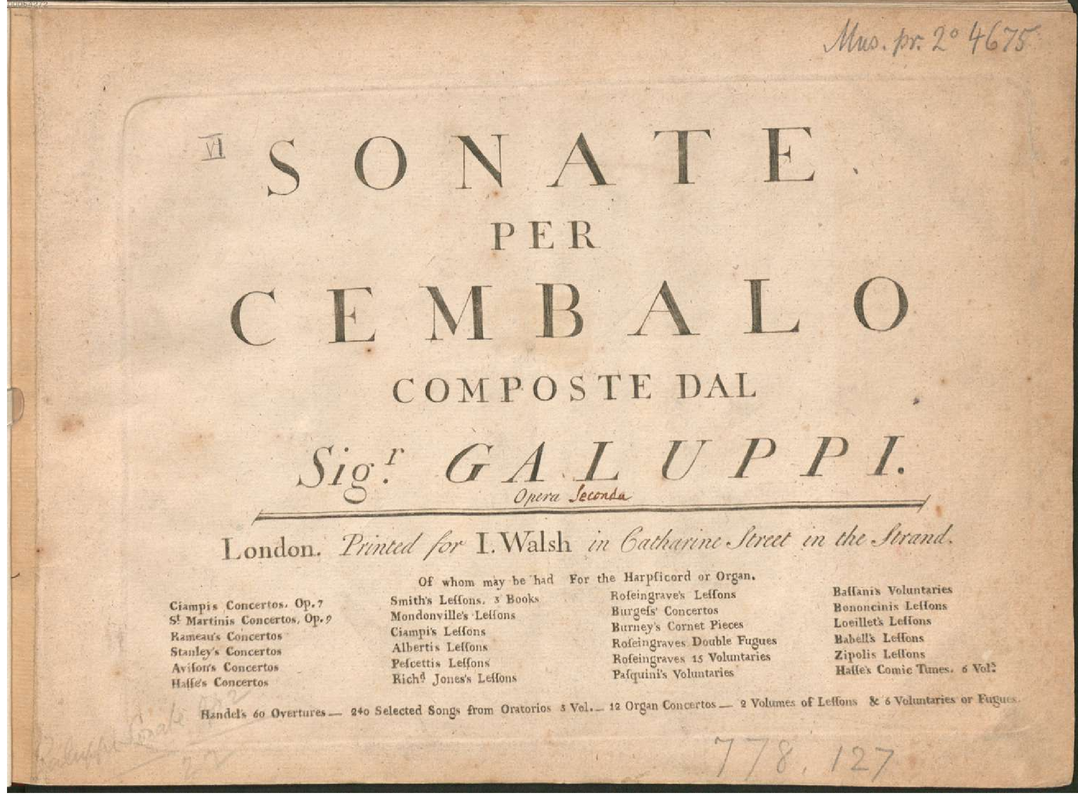 Mus. pr. 2° 4675
VI SONATE
PER
CEMBALO
COMPOSTE DAL
Sig.r GALUPPI.
Opera Seconda
London. Printed for I. Walsh in Catharine Street in the Strand.
Of whom may be had For the Harpſicord or Organ.
Ciampis Concertos. Op. 7
St. Martinis Concertos, Op. 9
Rameau's Concertos
Stanley's Concertos
Aviſon's Concertos
Haſſe's Concertos
Smith's Leſſons. 3 Books
Mondonville's Leſſons
Ciampi's Leſſons
Albertis Leſſons
Peſcettis Leſſons
Richd. Jones's Leſſons
Roſeingrave's Leſſons
Burgeſs' Concertos
Burney's Cornet Pieces
Roſeingraves Double Fugues
Roſeingraves 15 Voluntaries
Paſquini's Voluntaries
Baſſani's Voluntaries
Bononcinis Leſſons
Loeillet's Leſſons
Babell's Leſſons
Zipolis Leſſons
Haſſe's Comic Tunes. 6 Vols.
Handel's 60 Overtures — 240 Selected Songs from Oratorios 5 Vol. — 12 Organ Concertos — 2 Volumes of Leſſons & 6 Voluntaries or Fugues.
778. 127